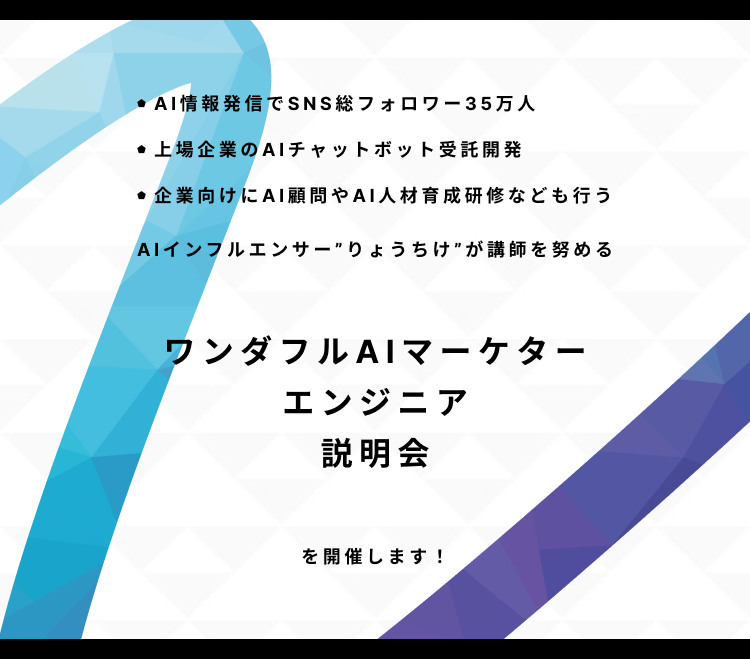 ● AI情報発信でSNS総フォロワー35万人
● 上場企業のAIチャットボット受託開発
● 企業向けにAI顧問やAI人材育成研修なども行う
AIインフルエンサー”りょうちけ”が講師を努める
ワンダフルAIマーケター
エンジニア
説明会
を開催します！